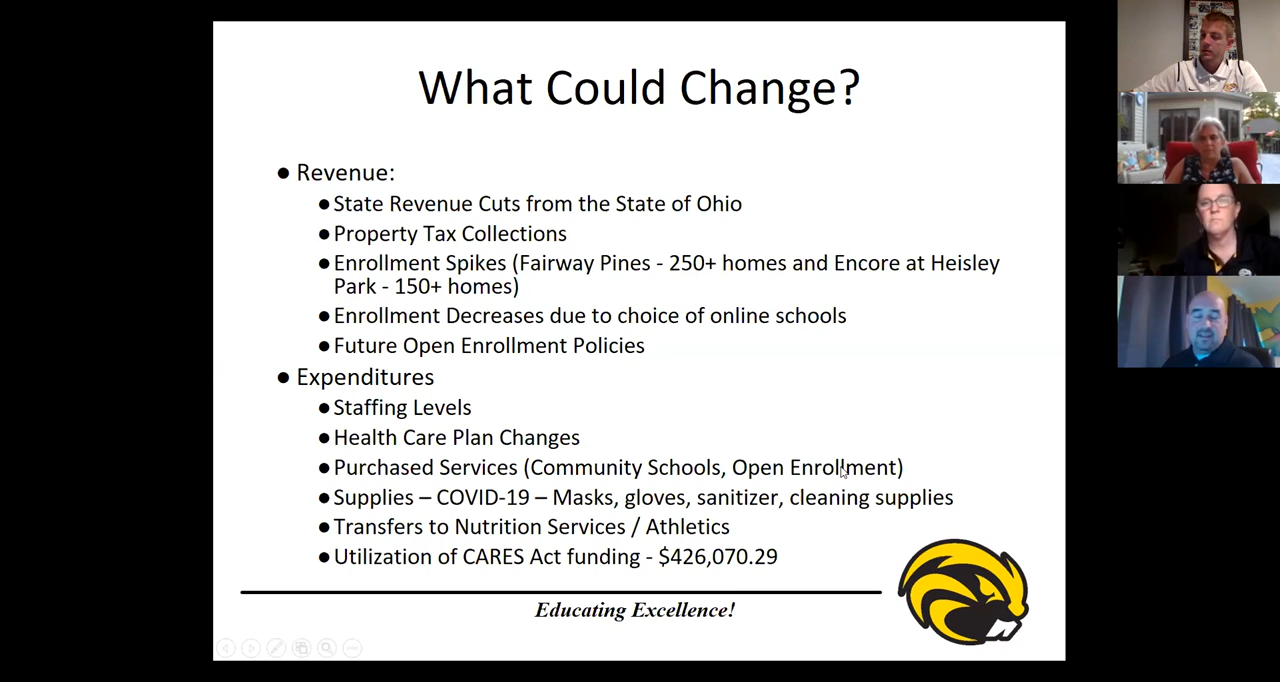 What Could Change?
● Revenue:
● State Revenue Cuts from the State of Ohio
● Property Tax Collections
● Enrollment Spikes (Fairway Pines - 250+ homes and Encore at Heisley
Park - 150+ homes)
● Enrollment Decreases due to choice of online schools
● Future Open Enrollment Policies
● Expenditures
● Staffing Levels
● Health Care Plan Changes
● Purchased Services (Community Schools, Open Enrollment)
● Supplies – COVID-19 – Masks, gloves, sanitizer, cleaning supplies
● Transfers to Nutrition Services / Athletics
● Utilization of CARES Act funding - $426,070.29
Educating Excellence!